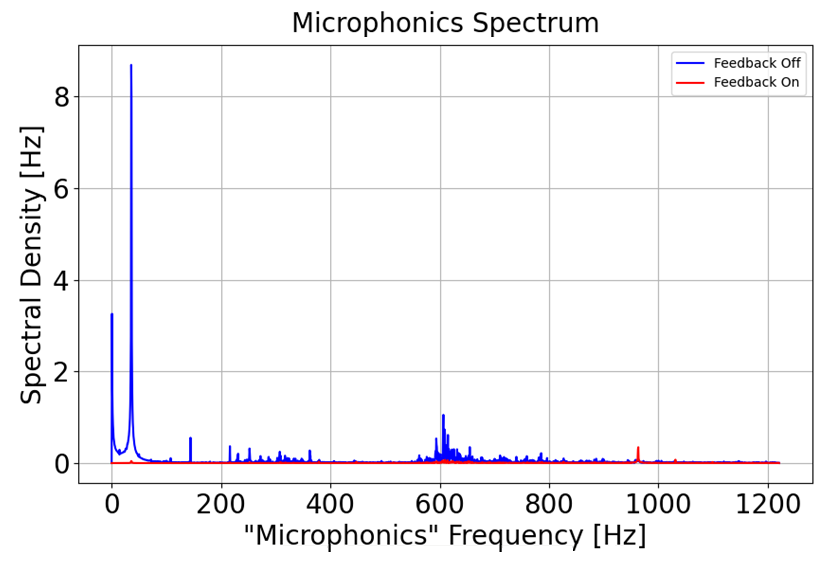 Microphonics Spectrum
Feedback Off
Feedback On
8
6
4
2
0
Spectral Density [Hz]
0 200 400 600 800 1000 1200
"Microphonics" Frequency [Hz]